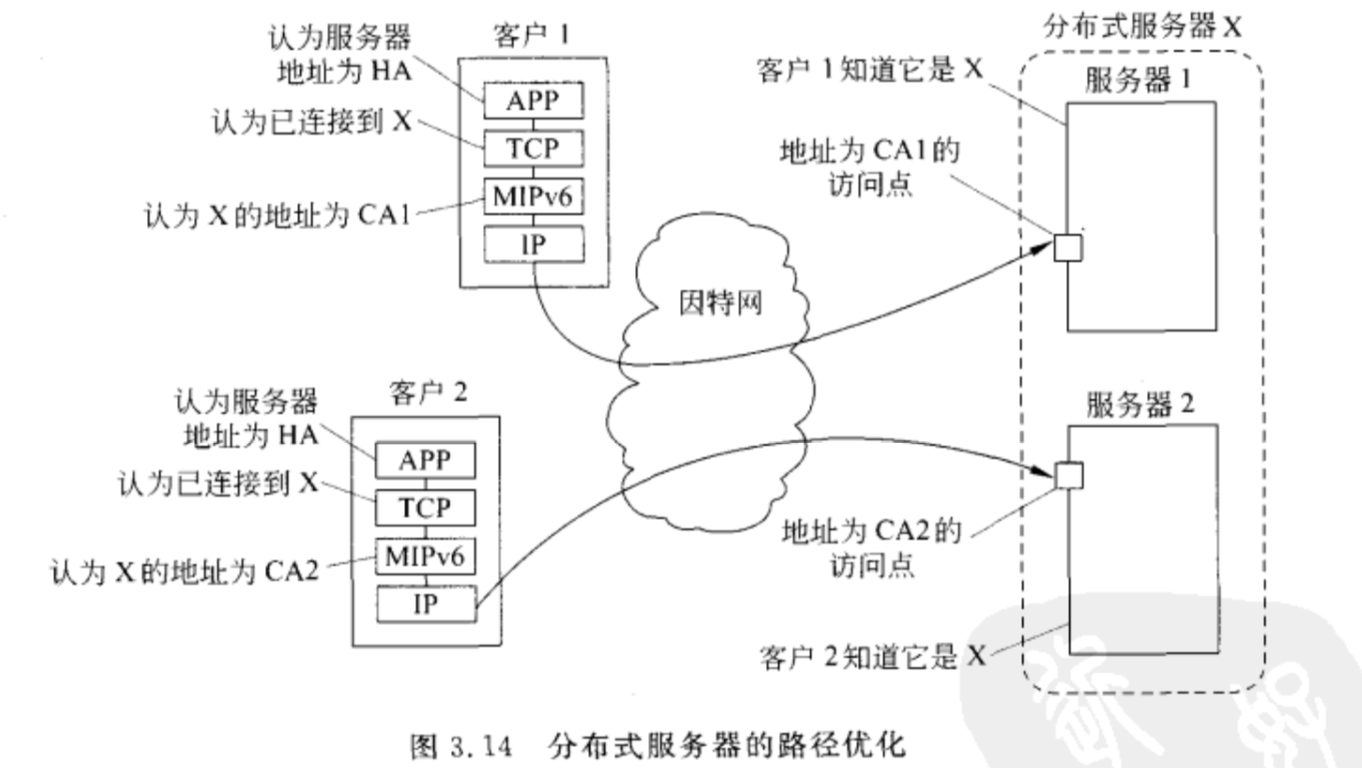 分布式服务器 X
认为服务器
地址为 HA
客户 1
客户 1 知道它是 X
服务器 1
APP
认为已连接到 X
TCP
地址为 CA1 的
访问点
MIPv6
认为 X 的地址为 CA1
IP
因特网
认为服务器
地址为 HA
客户 2
服务器 2
APP
认为已连接到 X
TCP
地址为 CA2 的
访问点
MIPv6
认为 X 的地址为 CA2
IP
客户 2 知道它是 X
图 3.14 分布式服务器的路径优化